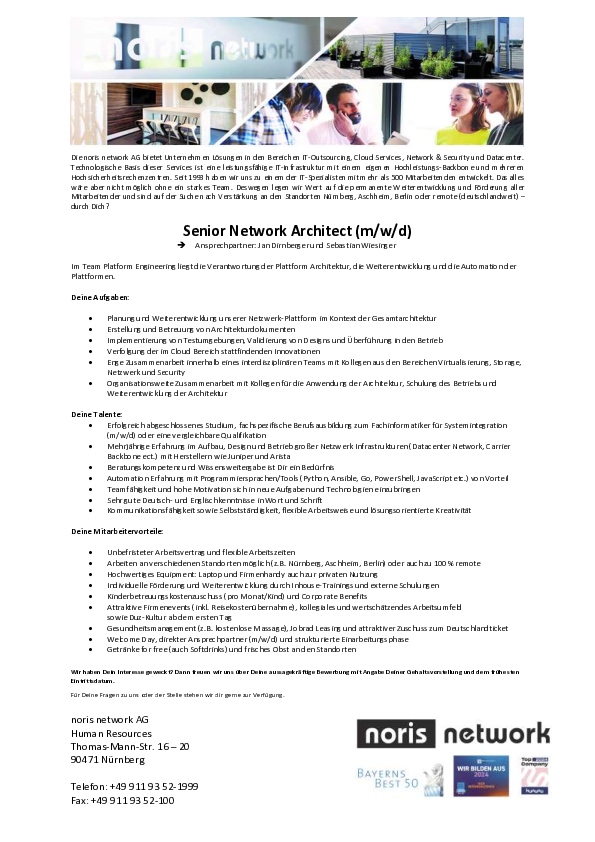 noris network
Die noris network AG bietet Unternehmen Lösungen in den Bereichen IT-Outsourcing, Cloud Services, Network & Security und Datacenter.
Technologische Basis dieser Services ist eine leistungsfähige IT-Infrastruktur mit einem eigenen Hochleistungs-Backbone und mehreren
Hochsicherheitsrechenzentren. Seit 1993 haben wir uns zu einem der IT-Spezialisten mit mehr als 500 Mitarbeitenden entwickelt. Das alles
wäre aber nicht möglich ohne ein starkes Team. Deswegen legen wir Wert auf die permanente Weiterentwicklung und Förderung aller
Mitarbeitender und sind auf der Suche nach Verstärkung an den Standorten Nürnberg, Aschheim, Berlin oder remote (deutschlandweit) –
durch Dich?
Senior Network Architect (m/w/d)
➔ Ansprechpartner: Jan Dirnberger und Sebastian Wiesinger
Im Team Platform Engineering liegt die Verantwortung der Plattform Architektur, die Weiterentwicklung und die Automation der
Plattformen.
Deine Aufgaben:
• Planung und Weiterentwicklung unserer Netzwerk-Plattform im Kontext der Gesamtarchitektur
• Erstellung und Betreuung von Architekturdokumenten
• Implementierung von Testumgebungen, Validierung von Designs und Überführung in den Betrieb
• Verfolgung der im Cloud Bereich stattfindenden Innovationen
• Enge Zusammenarbeit innerhalb eines interdisziplinären Teams mit Kollegen aus den Bereichen Virtualisierung, Storage,
Netzwerk und Security
• Organisationsweite Zusammenarbeit mit Kollegen für die Anwendung der Architektur, Schulung des Betriebs und
Weiterentwicklung der Architektur
Deine Talente:
• Erfolgreich abgeschlossenes Studium, fachspezifische Berufsausbildung zum Fachinformatiker für Systemintegration
(m/w/d) oder eine vergleichbare Qualifikation
• Mehrjährige Erfahrung im Aufbau, Design und Betrieb großer Netzwerk Infrastrukturen (Datacenter Network, Carrier
Backbone ect.) mit Herstellern wie Juniper und Arista
• Beratungskompetenz und Wissensweitergabe ist Dir ein Bedürfnis
• Automation Erfahrung mit Programmiersprachen/Tools (Python, Ansible, Go, PowerShell, JavaScript etc.) von Vorteil
• Teamfähigkeit und hohe Motivation sich in neue Aufgaben und Technologien einzubringen
• Sehr gute Deutsch- und Englischkenntnisse in Wort und Schrift
• Kommunikationsfähigkeit sowie Selbstständigkeit, flexible Arbeitsweise und lösungsorientierte Kreativität
Deine Mitarbeitervorteile:
• Unbefristeter Arbeitsvertrag und flexible Arbeitszeiten
• Arbeiten an verschiedenen Standorten möglich (z.B. Nürnberg, Aschheim, Berlin) oder auch zu 100 % remote
• Hochwertiges Equipment: Laptop und Firmenhandy auch zur privaten Nutzung
• Individuelle Förderung und Weiterentwicklung durch Inhouse-Trainings und externe Schulungen
• Kinderbetreuungskostenzuschuss (pro Monat/Kind) und Corporate Benefits
• Attraktive Firmenevents (inkl. Reisekostenübernahme), kollegiales und wertschätzendes Arbeitsumfeld
sowie Duz-Kultur ab dem ersten Tag
• Gesundheitsmanagement (z.B. kostenlose Massage), Jobrad Leasing und attraktiver Zuschuss zum Deutschlandticket
• Welcome Day, direkter Ansprechpartner (m/w/d) und strukturierte Einarbeitungsphase
• Getränke for free (auch Softdrinks) und frisches Obst an den Standorten
Wir haben Dein Interesse geweckt? Dann freuen wir uns über Deine aussagekräftige Bewerbung mit Angabe Deiner Gehaltsvorstellung und dem frühesten
Eintrittsdatum.
Für Deine Fragen zu uns oder der Stelle stehen wir dir gerne zur Verfügung.
noris network AG
Human Resources
Thomas-Mann-Str. 16 – 20
90471 Nürnberg
Telefon: +49 911 93 52-1999
Fax: +49 911 93 52-100
noris network
BAYERNS
BEST 50
WIR BILDEN AUS
2024
Top
Company
kununu